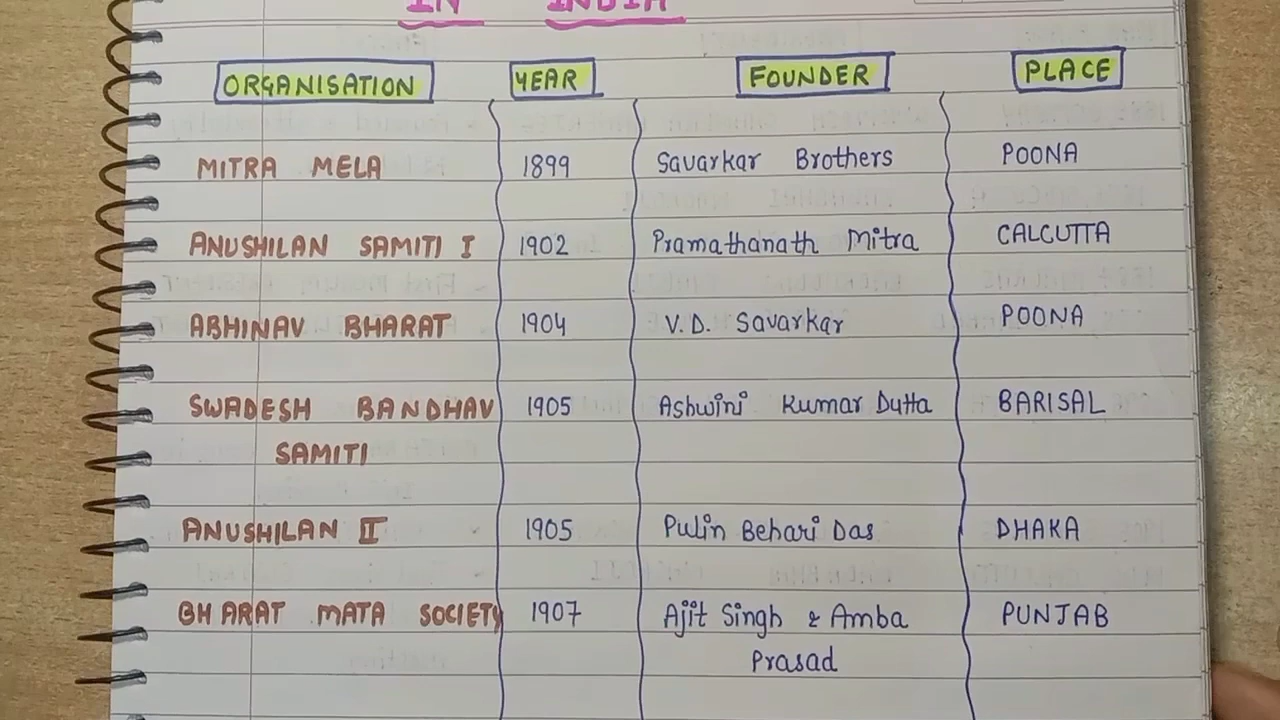 IN INDIA
ORGANISATION YEAR FOUNDER PLACE
MITRA MELA 1899 Savarkar Brothers POONA
ANUSHILAN SAMITI I 1902 Pramathanath Mitra CALCUTTA
ABHINAV BHARAT 1904 V.D. Savarkar POONA
SWADESH BANDHAV 1905 Ashwini Kumar Dutta BARISAL
SAMITI
ANUSHILAN II 1905 Pulin Behari Das DHAKA
BHARAT MATA SOCIETY 1907 Ajit Singh & Amba PUNJAB
Prasad